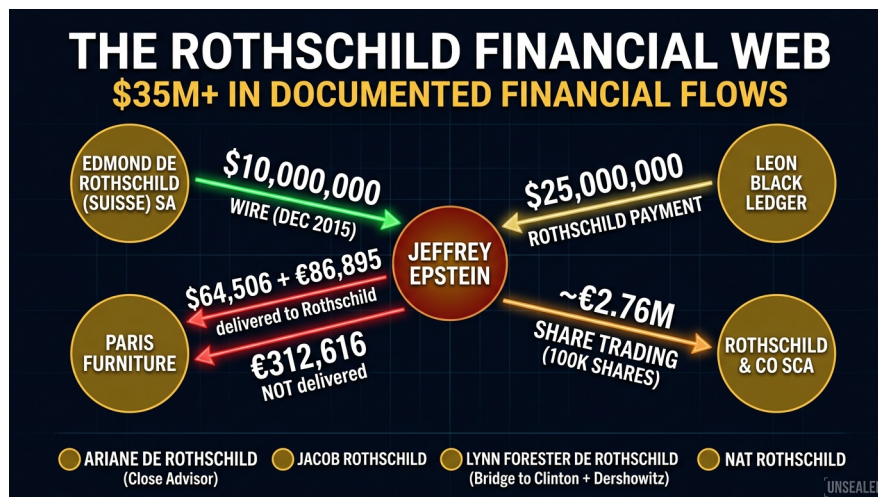 THE ROTHSCHILD FINANCIAL WEB
$35M+ IN DOCUMENTED FINANCIAL FLOWS
EDMOND DE
ROTHSCHILD
(SUISSE) SA
$10,000,000
WIRE (DEC 2015)
$25,000,000
ROTHSCHILD PAYMENT
LEON
BLACK
LEDGER
JEFFREY
EPSTEIN
$64,506 + €86,895
delivered to Rothschild
€312,616
NOT delivered
PARIS
FURNITURE
~€2.76M
SHARE TRADING
(100K SHARES)
ROTHSCHILD
& CO SCA
ARIANE DE ROTHSCHILD
(Close Advisor)
JACOB ROTHSCHILD
LYNN FORESTER DE ROTHSCHILD
(Bridge to Clinton + Dershowitz)
NAT ROTHSCHILD